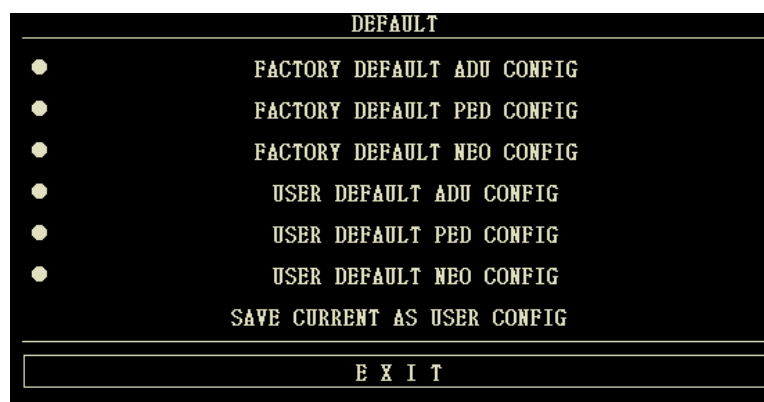 DEFAULT
FACTORY DEFAULT ADU CONFIG
FACTORY DEFAULT PED CONFIG
FACTORY DEFAULT NEO CONFIG
USER DEFAULT ADU CONFIG
USER DEFAULT PED CONFIG
USER DEFAULT NEO CONFIG
SAVE CURRENT AS USER CONFIG
E X I T